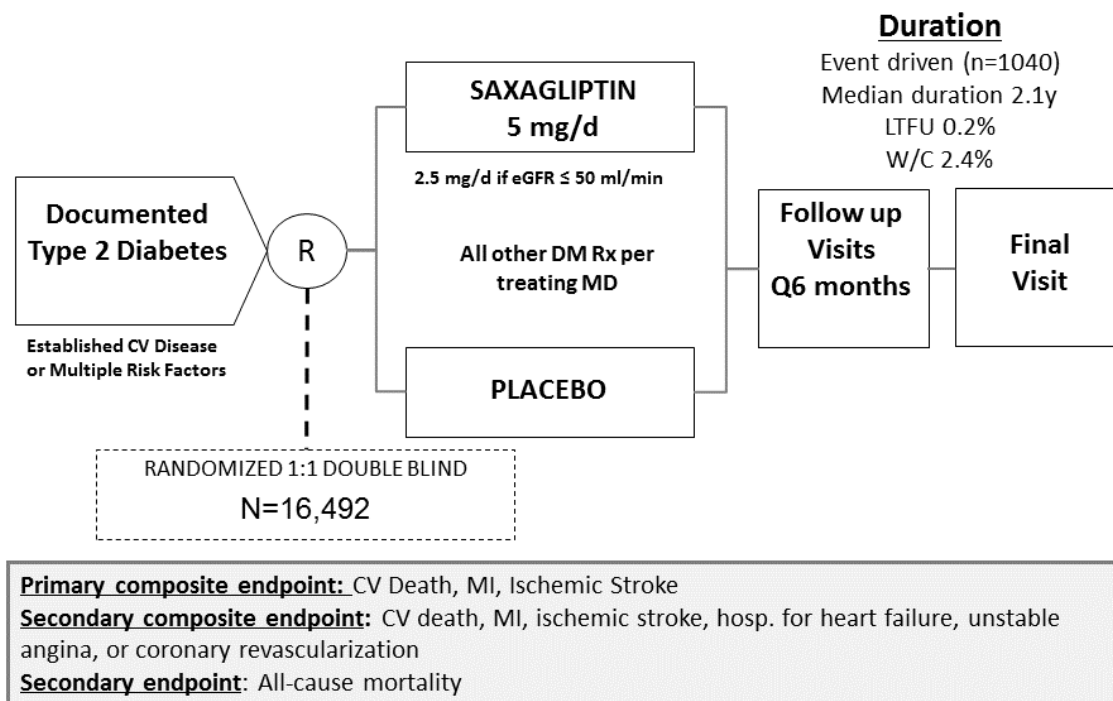 Duration
Event driven (n=1040)
Median duration 2.1y
LTFU 0.2%
W/C 2.4%
SAXAGLIPTIN
5 mg/d
2.5 mg/d if eGFR ≤ 50 ml/min
Documented
Type 2 Diabetes
R
All other DM Rx per
treating MD
Follow up
Visits
Q6 months
Final
Visit
Established CV Disease
or Multiple Risk Factors
PLACEBO
RANDOMIZED 1:1 DOUBLE BLIND
N=16,492
Primary composite endpoint: CV Death, MI, Ischemic Stroke
Secondary composite endpoint: CV death, MI, ischemic stroke, hosp. for heart failure, unstable
angina, or coronary revascularization
Secondary endpoint: All-cause mortality